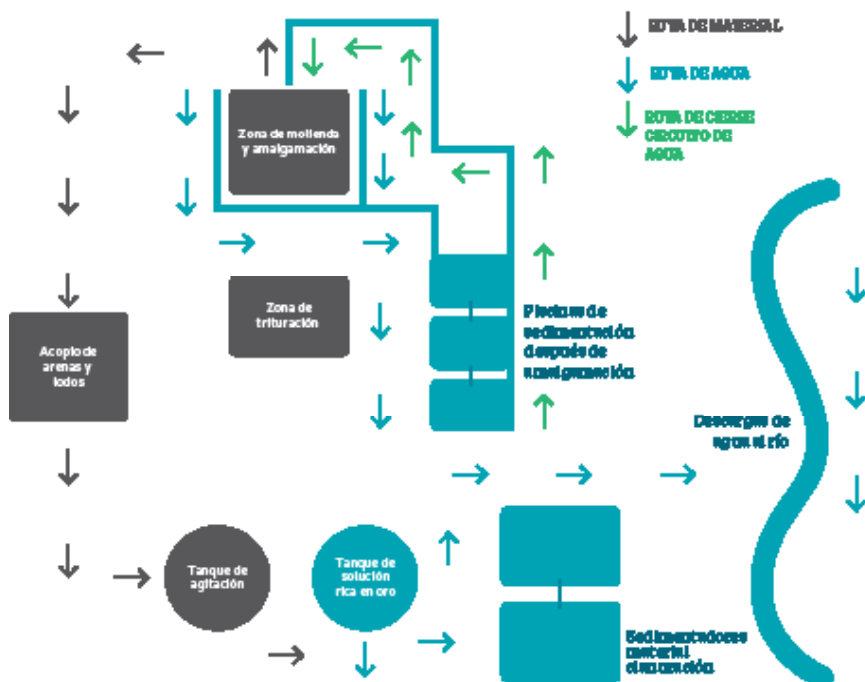 RUTA DE MATERIAL
RUTA DE AGUA
RUTA DE CIERRE
CIRCUITO DE
AGUA
Zona de molienda
y amalgamación
Zona de
trituración
Acopio de
arenas y
lodos
Piscinas de
sedimentación
después de
amalgamación
Descargas de
agua al río
Tanque de
agitación
Tanque de
solución
rica en oro
Sedimentadores
material
cianuración